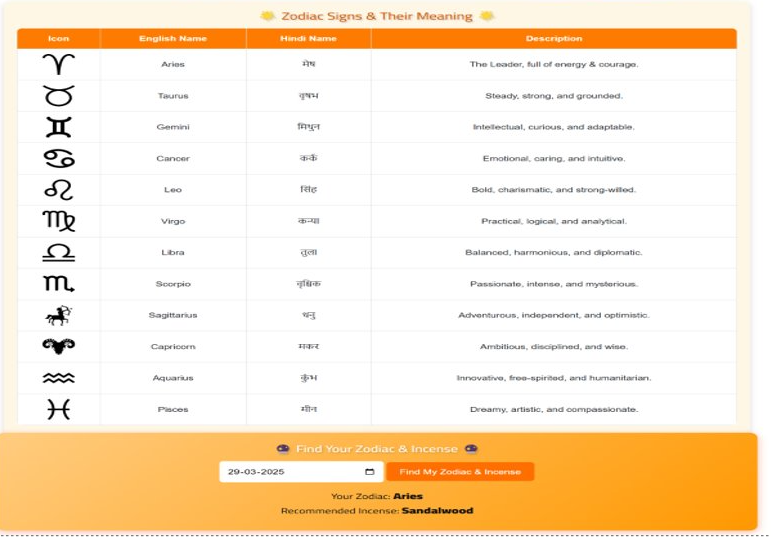 Zodiac Signs & Their Meaning
Icon English Name Hindi Name Description
Aries मेष The Leader, full of energy & courage.
Taurus वृषभ Steady, strong, and grounded.
Gemini मिथुन Intellectual, curious, and adaptable.
Cancer कर्क Emotional, caring, and intuitive.
Leo सिंह Bold, charismatic, and strong-willed.
Virgo कन्या Practical, logical, and analytical.
Libra तुला Balanced, harmonious, and diplomatic.
Scorpio वृश्चिक Passionate, intense, and mysterious.
Sagittarius धनु Adventurous, independent, and optimistic.
Capricorn मकर Ambitious, disciplined, and wise.
Aquarius कुंभ Innovative, free-spirited, and humanitarian.
Pisces मीन Dreamy, artistic, and compassionate.
Find Your Zodiac & Incense
29-03-2025 Find My Zodiac & Incense
Your Zodiac: Aries
Recommended Incense: Sandalwood